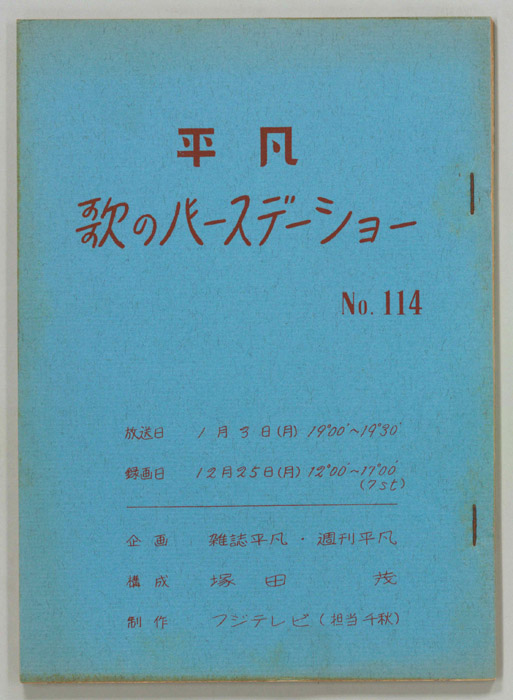 平凡
歌のバースデーショー
No. 114
放送日 1月3日(月) 19°00'~19°30'
録画日 12月25日(月) 12°00'~17°00'
(7st)
企画 雑誌平凡・週刊平凡
構成 塚田 茂
制作 フジテレビ(担当千秋)